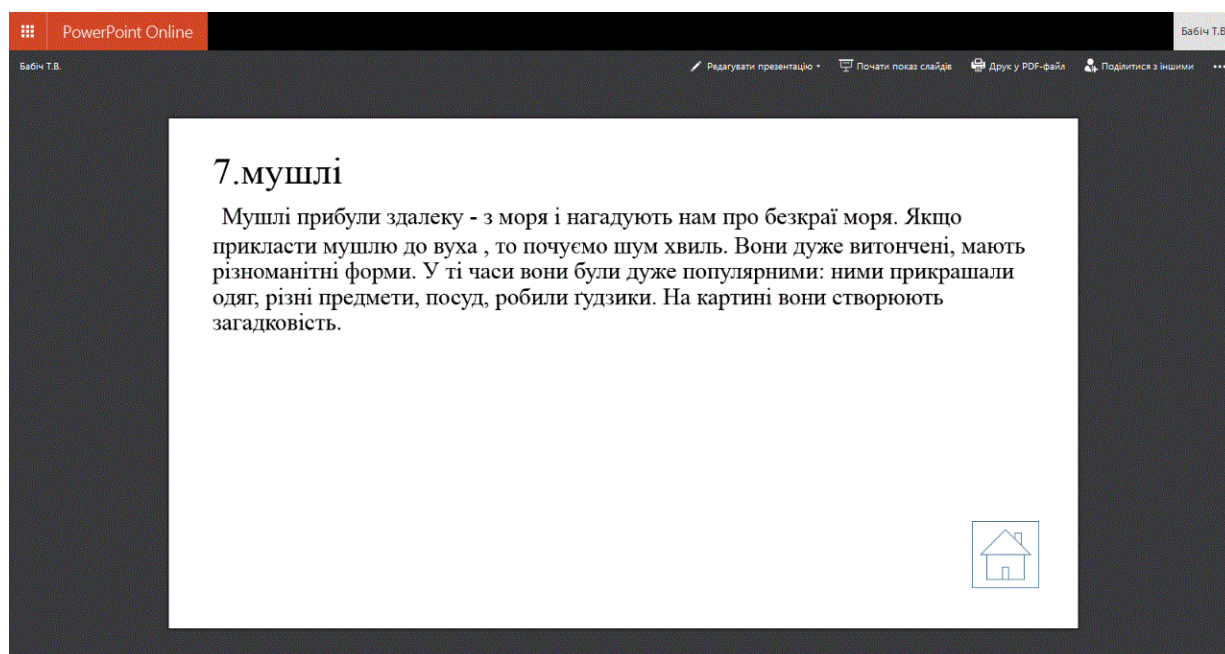 PowerPoint Online
Бабіч Т.В
Бабіч Т.В.
Редагувати презентацію
Почати показ слайдів
Друк у PDF-файл
Поділитися з іншими
7.мушлі
Мушлі прибули здалеку - з моря і нагадують нам про безкраї моря. Якщо
прикласти мушлю до вуха , то почуємо шум хвиль. Вони дуже витончені, мають
різноманітні форми. У ті часи вони були дуже популярними: ними прикрашали
одяг, різні предмети, посуд, робили ґудзики. На картині вони створюють
загадковість.